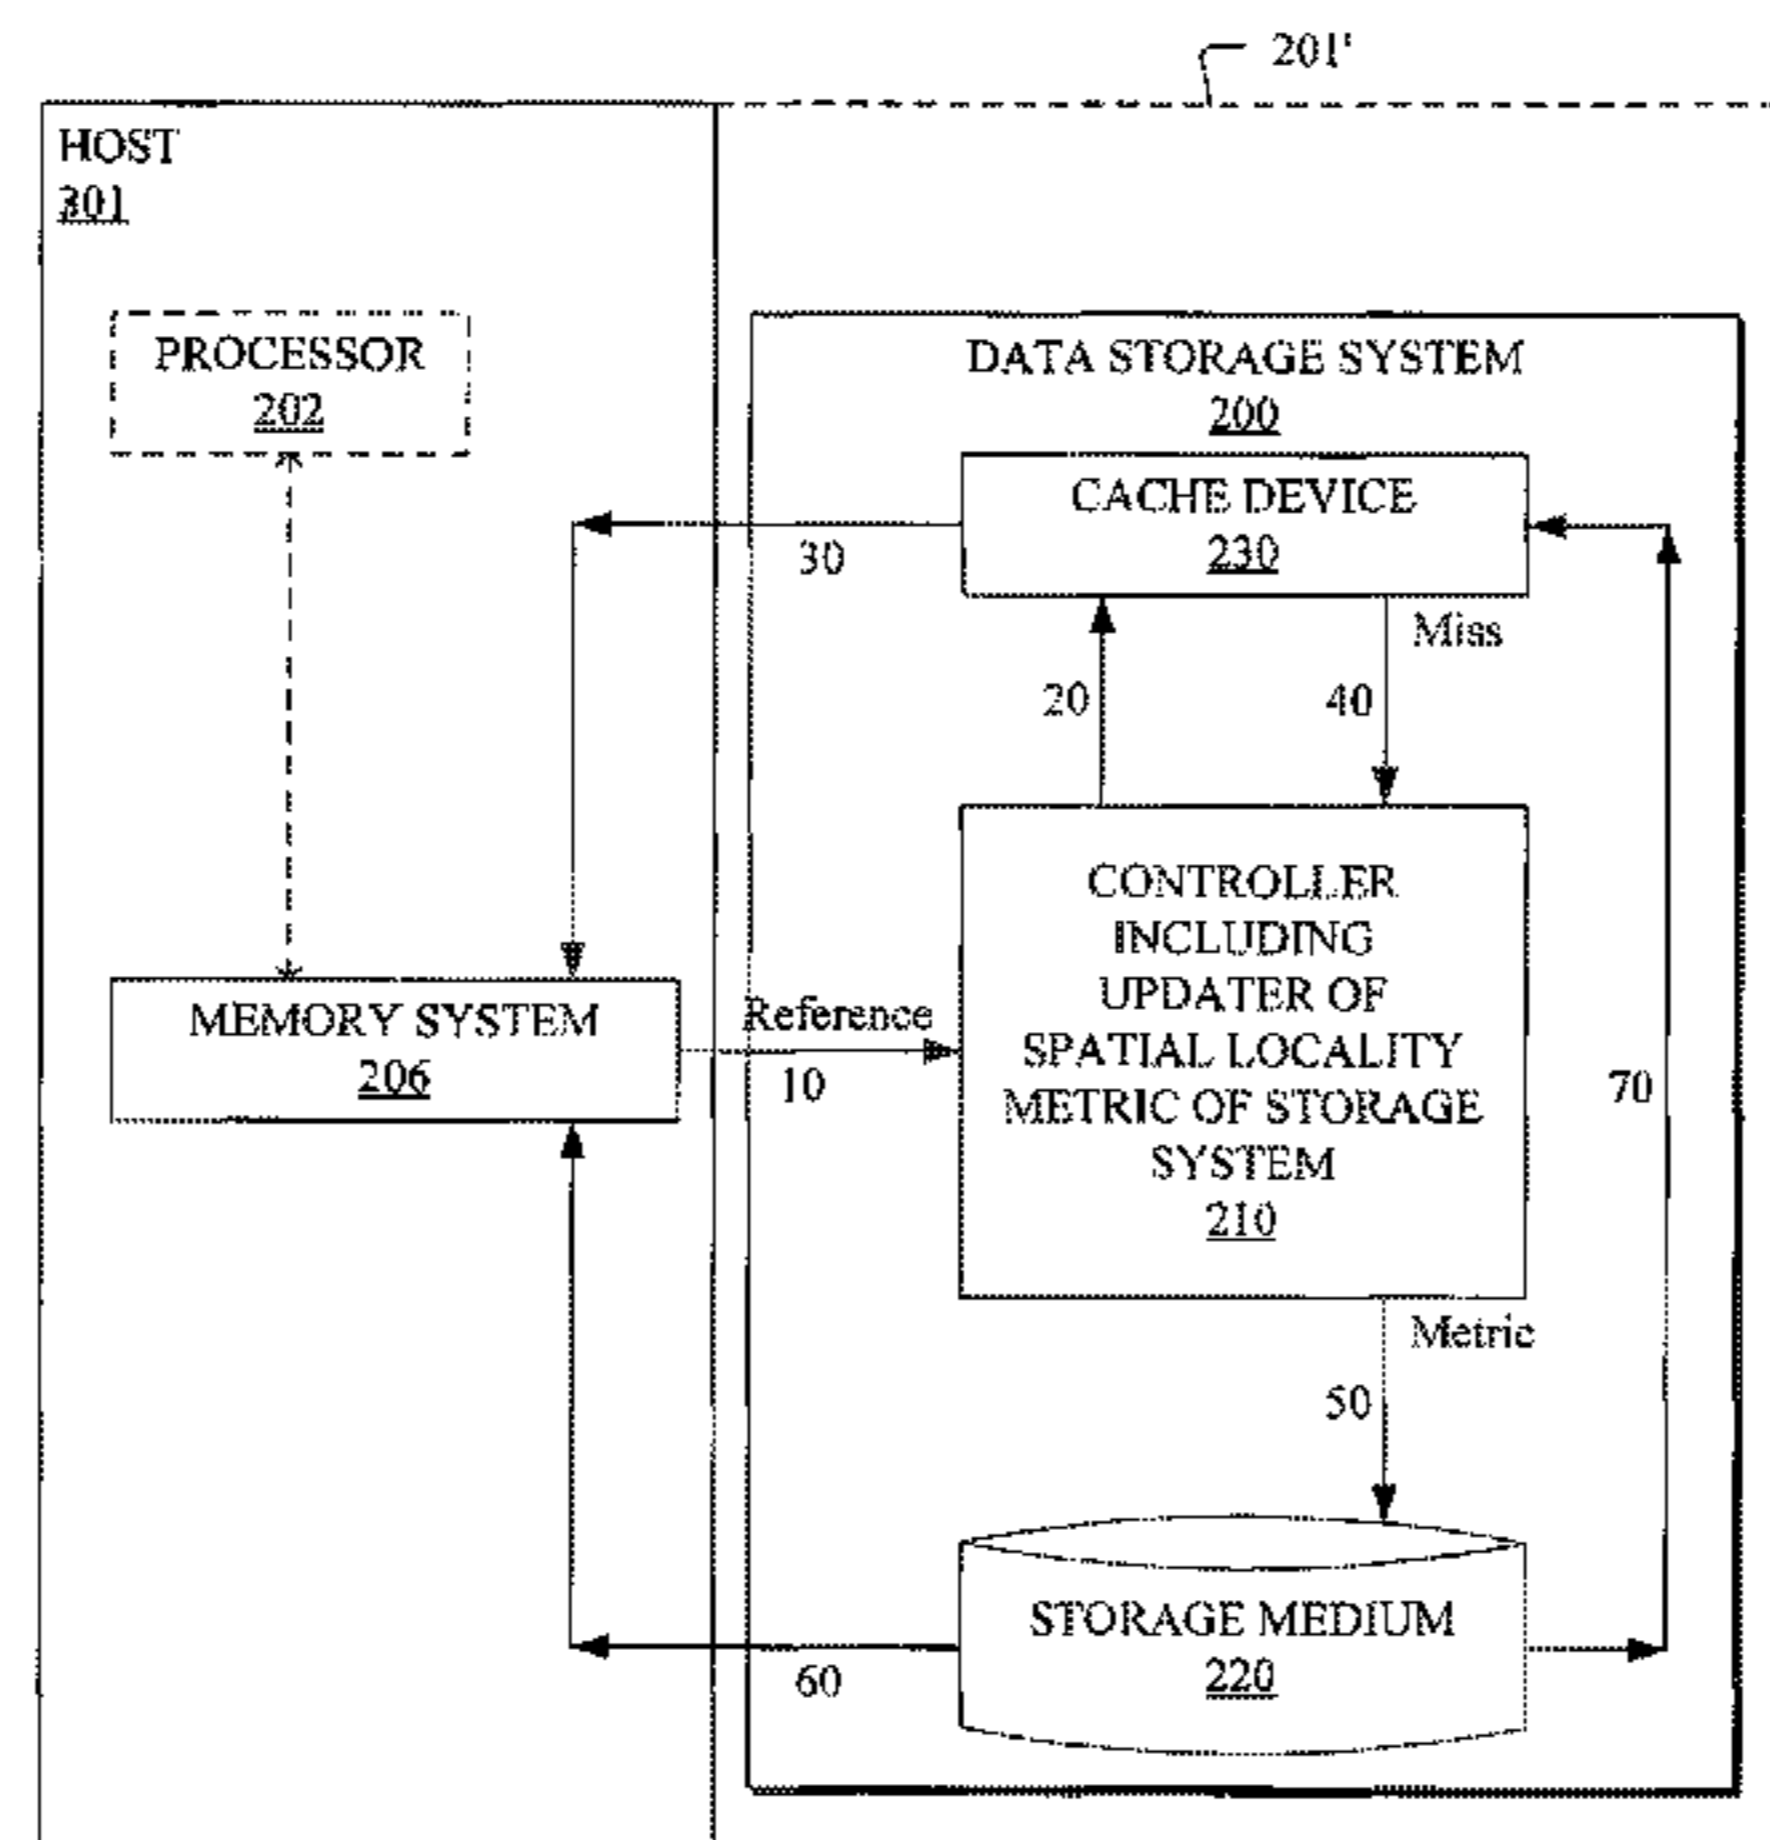 201'
HOST
301
PROCESSOR
202
DATA STORAGE SYSTEM
200
CACHE DEVICE
230
30
Miss
20
40
CONTROLLER
INCLUDING
UPDATER OF
SPATIAL LOCALITY
METRIC OF STORAGE
SYSTEM
210
MEMORY SYSTEM
206
Reference
10
70
Metric
50
STORAGE MEDIUM
220
60